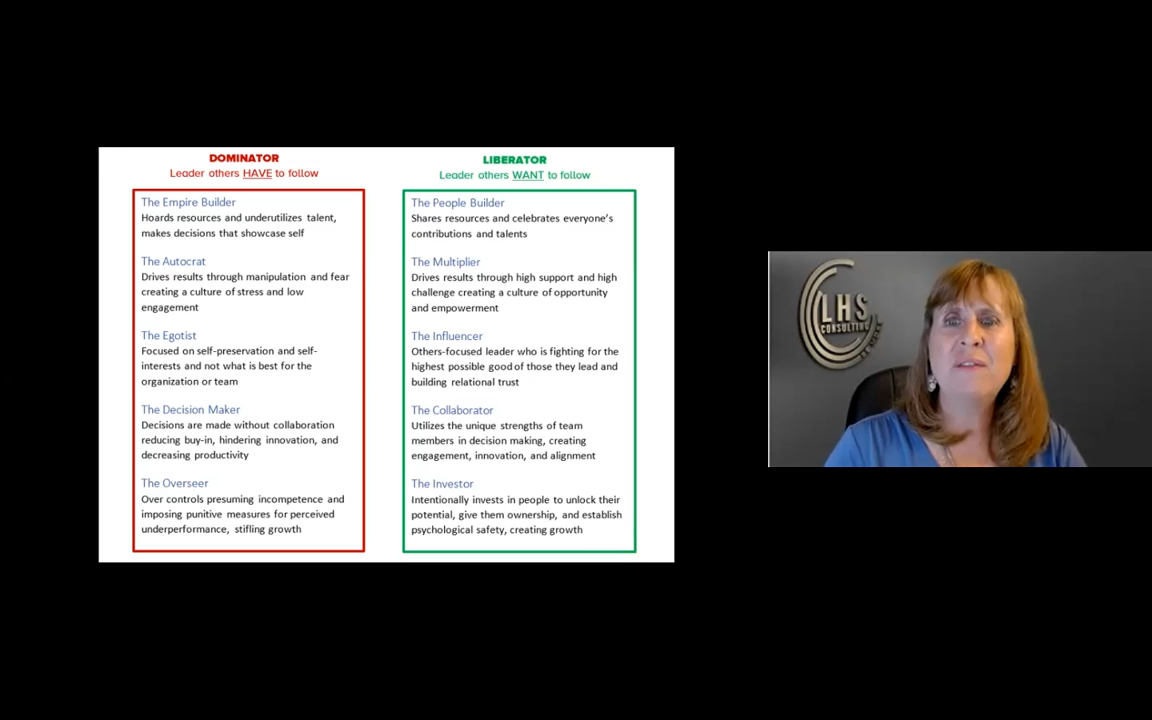 DOMINATOR
Leader others HAVE to follow
The Empire Builder
Hoards resources and underutilizes talent,
makes decisions that showcase self
The Autocrat
Drives results through manipulation and fear
creating a culture of stress and low
engagement
The Egotist
Focused on self-preservation and self-
interests and not what is best for the
organization or team
The Decision Maker
Decisions are made without collaboration
reducing buy-in, hindering innovation, and
decreasing productivity
The Overseer
Over controls presuming incompetence and
imposing punitive measures for perceived
underperformance, stifling growth
LIBERATOR
Leader others WANT to follow
The People Builder
Shares resources and celebrates everyone's
contributions and talents
The Multiplier
Drives results through high support and high
challenge creating a culture of opportunity
and empowerment
The Influencer
Others-focused leader who is fighting for the
highest possible good of those they lead and
building relational trust
The Collaborator
Utilizes the unique strengths of team
members in decision making, creating
engagement, innovation, and alignment
The Investor
Intentionally invests in people to unlock their
potential, give them ownership, and establish
psychological safety, creating growth
LHS
CONSULTING